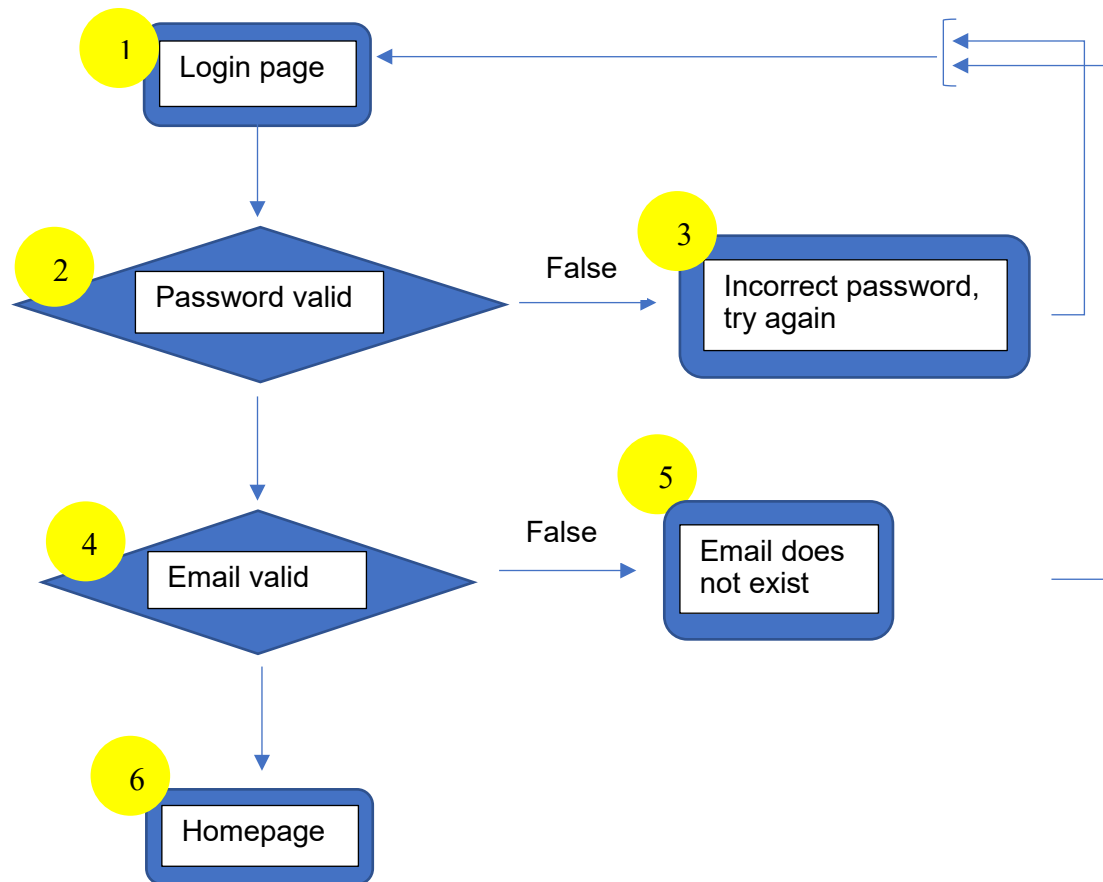 1
Login page
2
Password valid
False
3
Incorrect password,
try again
4
Email valid
False
5
Email does
not exist
6
Homepage